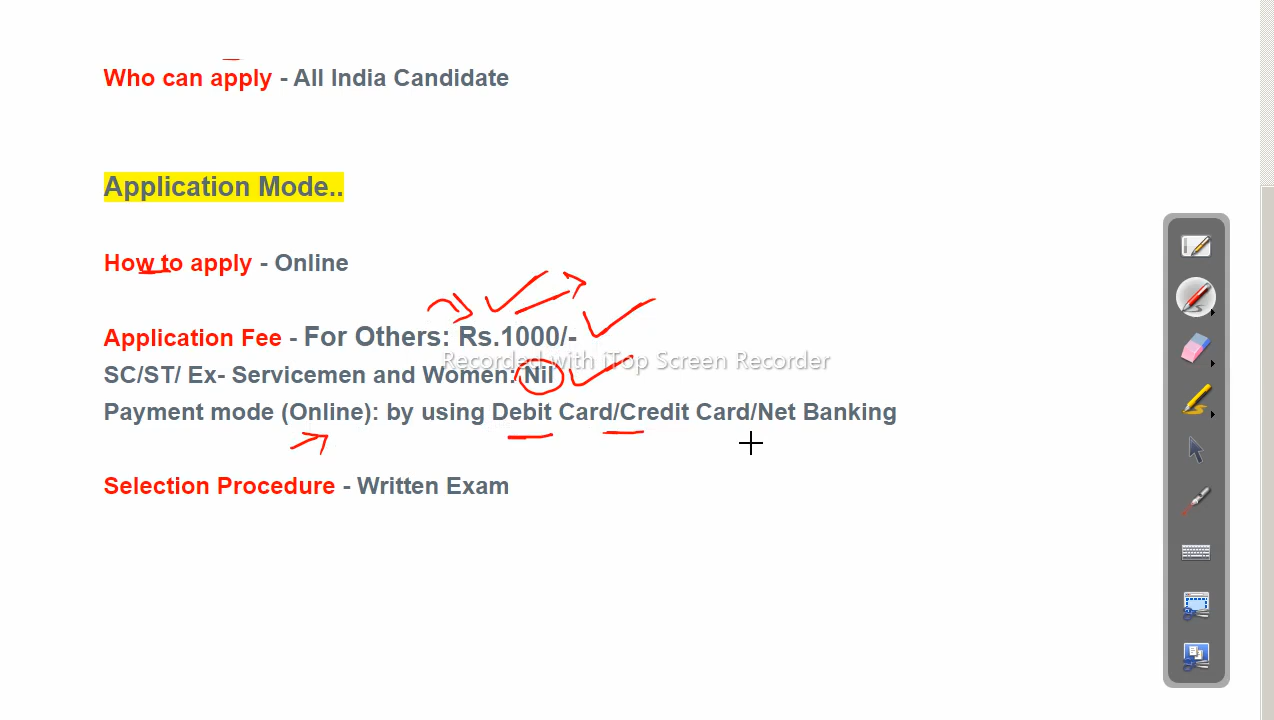 Who can apply - All India Candidate
Application Mode..
How to apply - Online
Application Fee - For Others: Rs.1000/-
Recorded with iTop Screen Recorder
SC/ST/ Ex- Servicemen and Women: Nil
Payment mode (Online): by using Debit Card/Credit Card/Net Banking
Selection Procedure - Written Exam